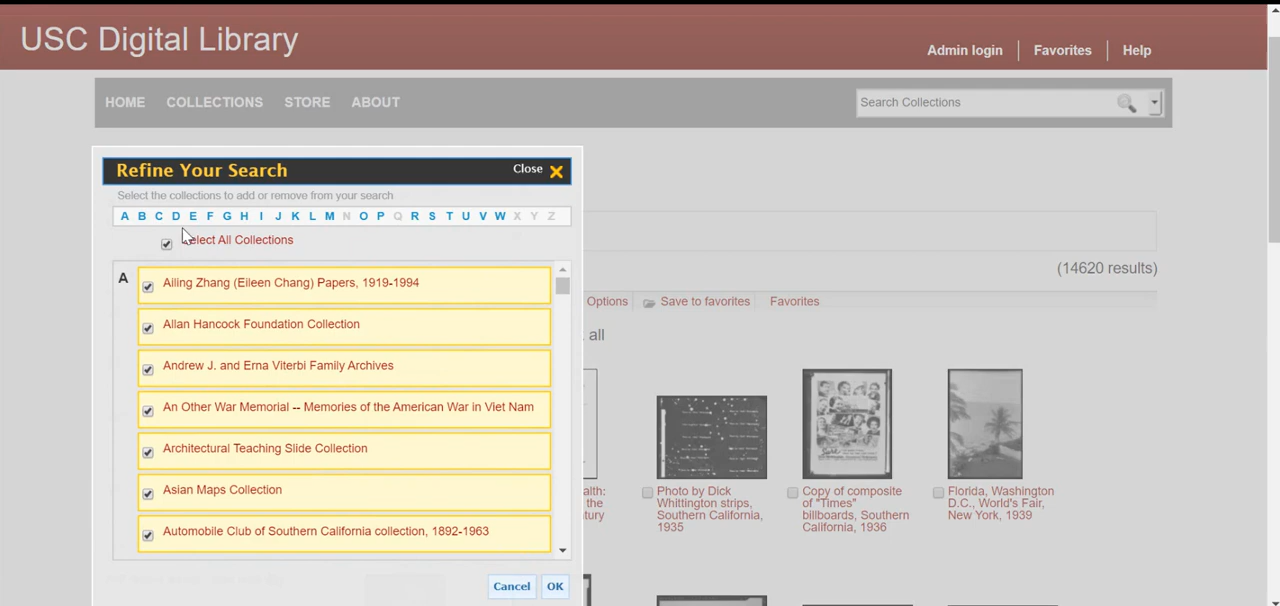 USC Digital Library
Admin login
Favorites
Help
HOME
COLLECTIONS
STORE
ABOUT
Search Collections
Refine Your Search
Close
Select the collections to add or remove from your search
A B C D E F G H I J K L M N O P Q R S T U V W X Y Z
Select All Collections
A
Ailing Zhang (Eileen Chang) Papers, 1919-1994
Allan Hancock Foundation Collection
Andrew J. and Erna Viterbi Family Archives
An Other War Memorial -- Memories of the American War in Viet Nam
Architectural Teaching Slide Collection
Asian Maps Collection
Automobile Club of Southern California collection, 1892-1963
Cancel
OK
(14620 results)
Options
Save to favorites
Favorites
all
the
Photo by Dick
Whittington strips,
Southern California,
1935
Copy of composite
of "Times"
billboards, Southern
California, 1936
Florida, Washington
D.C., World's Fair,
New York, 1939